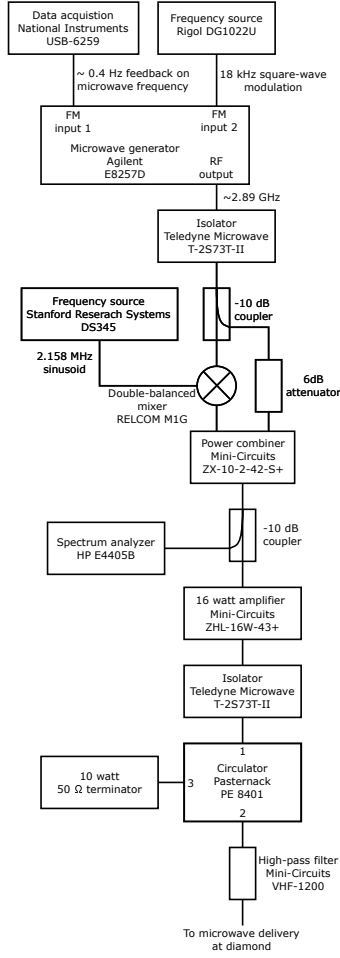 Data acquistion
National Instruments
USB-6259
Frequency source
Rigol DG1022U
~ 0.4 Hz feedback on
microwave frequency
18 kHz square-wave
modulation
FM
input 1
FM
input 2
Microwave generator
Agilent
E8257D
RF
output
~2.89 GHz
Isolator
Teledyne Microwave
T-2S73T-II
Frequency source
Stanford Reserach Systems
DS345
-10 dB
coupler
2.158 MHz
sinusoid
6dB
attenuator
Double-balanced
mixer
RELCOM M1G
Power combiner
Mini-Circuits
ZX-10-2-42-S+
Spectrum analyzer
HP E4405B
-10 dB
coupler
16 watt amplifier
Mini-Circuits
ZHL-16W-43+
Isolator
Teledyne Microwave
T-2S73T-II
10 watt
50 Ω terminator
1
3
Circulator
Pasternack
PE 8401
2
High-pass filter
Mini-Circuits
VHF-1200
To microwave delivery
at diamond